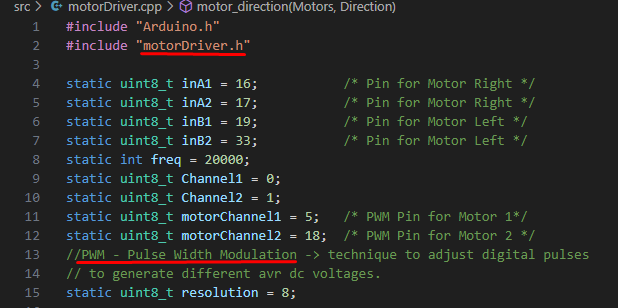 src > motorDriver.cpp > motor_direction(Motors, Direction)
1 #include "Arduino.h"
2 #include "motorDriver.h"
3
4 static uint8_t inA1 = 16; /* Pin for Motor Right */
5 static uint8_t inA2 = 17; /* Pin for Motor Right */
6 static uint8_t inB1 = 19; /* Pin for Motor Left */
7 static uint8_t inB2 = 33; /* Pin for Motor Left */
8 static int freq = 20000;
9 static uint8_t Channel1 = 0;
10 static uint8_t Channel2 = 1;
11 static uint8_t motorChannel1 = 5; /* PWM Pin for Motor 1*/
12 static uint8_t motorChannel2 = 18; /* PWM Pin for Motor 2 */
13 //PWM - Pulse Width Modulation -> technique to adjust digital pulses
14 // to generate different avr dc voltages.
15 static uint8_t resolution = 8;